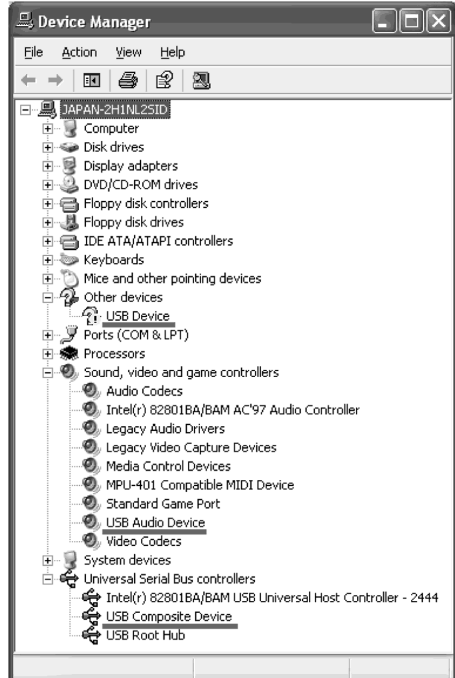 Device Manager
File Action View Help
JAPAN-2H1NL2SID
Computer
Disk drives
Display adapters
DVD/CD-ROM drives
Floppy disk controllers
Floppy disk drives
IDE ATA/ATAPI controllers
Keyboards
Mice and other pointing devices
Other devices
USB Device
Ports (COM & LPT)
Processors
Sound, video and game controllers
Audio Codecs
Intel(r) 82801BA/BAM AC'97 Audio Controller
Legacy Audio Drivers
Legacy Video Capture Devices
Media Control Devices
MPU-401 Compatible MIDI Device
Standard Game Port
USB Audio Device
Video Codecs
System devices
Universal Serial Bus controllers
Intel(r) 82801BA/BAM USB Universal Host Controller - 2444
USB Composite Device
USB Root Hub